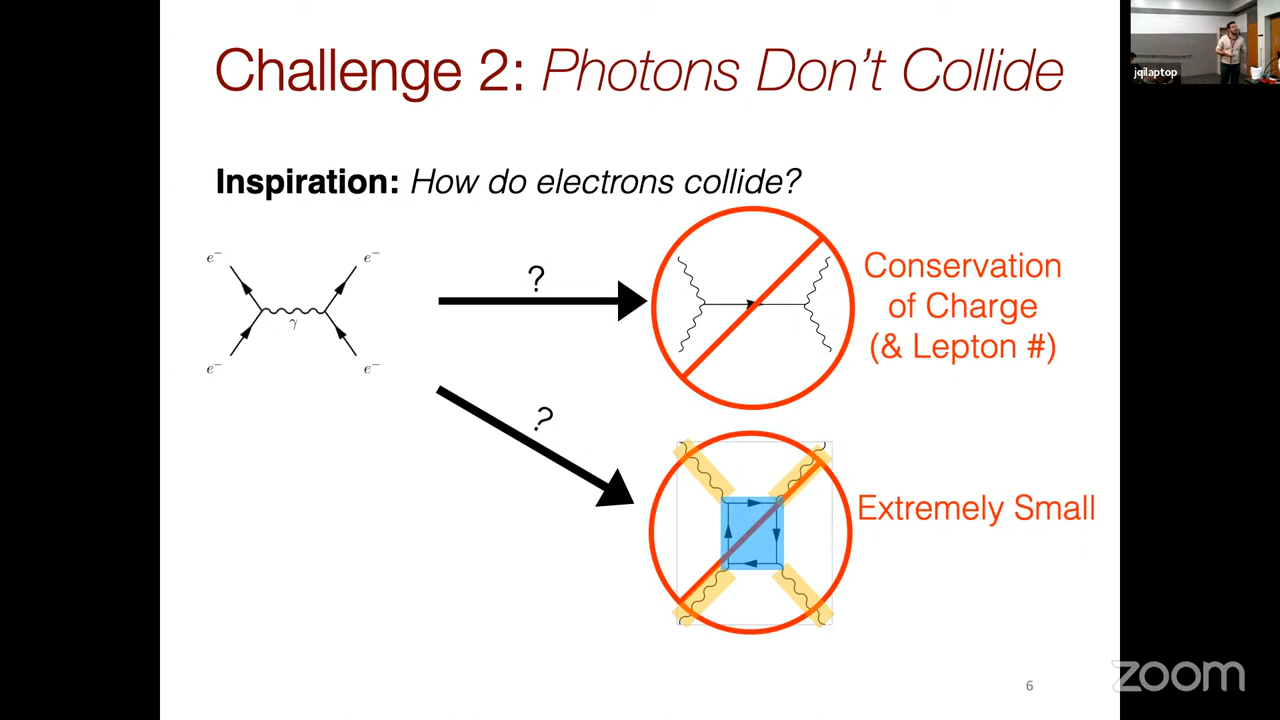 Challenge 2: Photons Don't Collide
jqilaptop
Inspiration: How do electrons collide?
e⁻
e⁻
γ
e⁻
e⁻
?
Conservation
of Charge
(& Lepton #)
?
Extremely Small
6
zoom